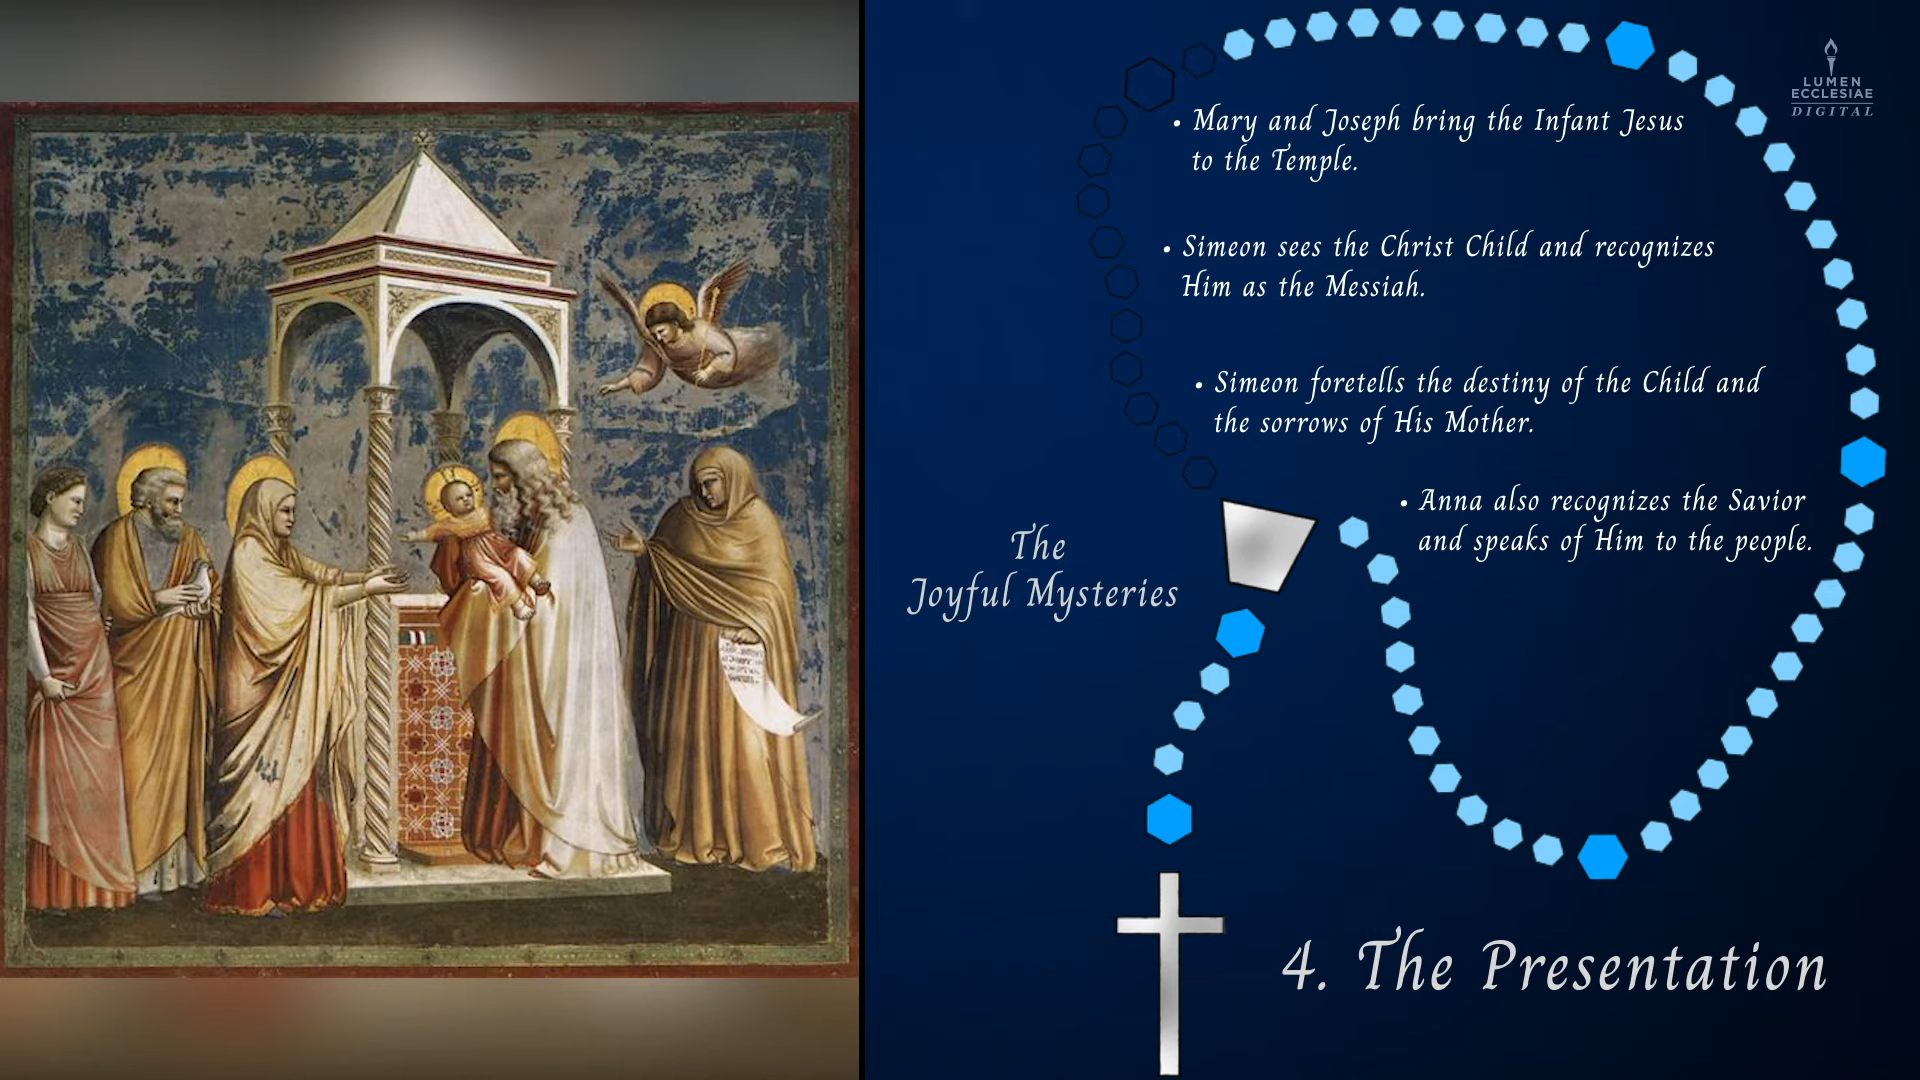 LUMEN
ECCLESIAE
DIGITAL
• Mary and Joseph bring the Infant Jesus
to the Temple.
• Simeon sees the Christ Child and recognizes
Him as the Messiah.
• Simeon foretells the destiny of the Child and
the sorrows of His Mother.
• Anna also recognizes the Savior
and speaks of Him to the people.
The
Joyful Mysteries
4. The Presentation